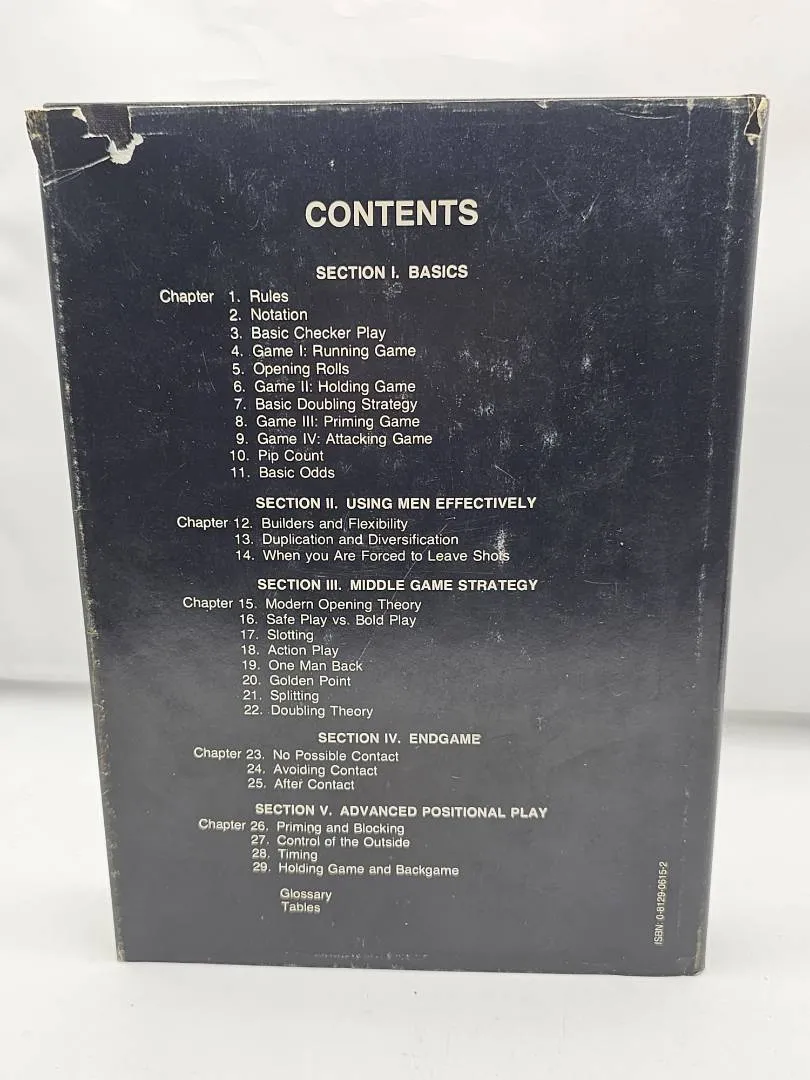 CONTENTS
SECTION I. BASICS
Chapter 1. Rules
2. Notation
3. Basic Checker Play
4. Game I: Running Game
5. Opening Rolls
6. Game II: Holding Game
7. Basic Doubling Strategy
8. Game III: Priming Game
9. Game IV: Attacking Game
10. Pip Count
11. Basic Odds
SECTION II. USING MEN EFFECTIVELY
Chapter 12. Builders and Flexibility
13. Duplication and Diversification
14. When you Are Forced to Leave Shots
SECTION III. MIDDLE GAME STRATEGY
Chapter 15. Modern Opening Theory
16. Safe Play vs. Bold Play
17. Slotting
18. Action Play
19. One Man Back
20. Golden Point
21. Splitting
22. Doubling Theory
SECTION IV. ENDGAME
Chapter 23. No Possible Contact
24. Avoiding Contact
25. After Contact
SECTION V. ADVANCED POSITIONAL PLAY
Chapter 26. Priming and Blocking
27. Control of the Outside
28. Timing
29. Holding Game and Backgame
Glossary
Tables
ISBN: 0-8129-0615-2